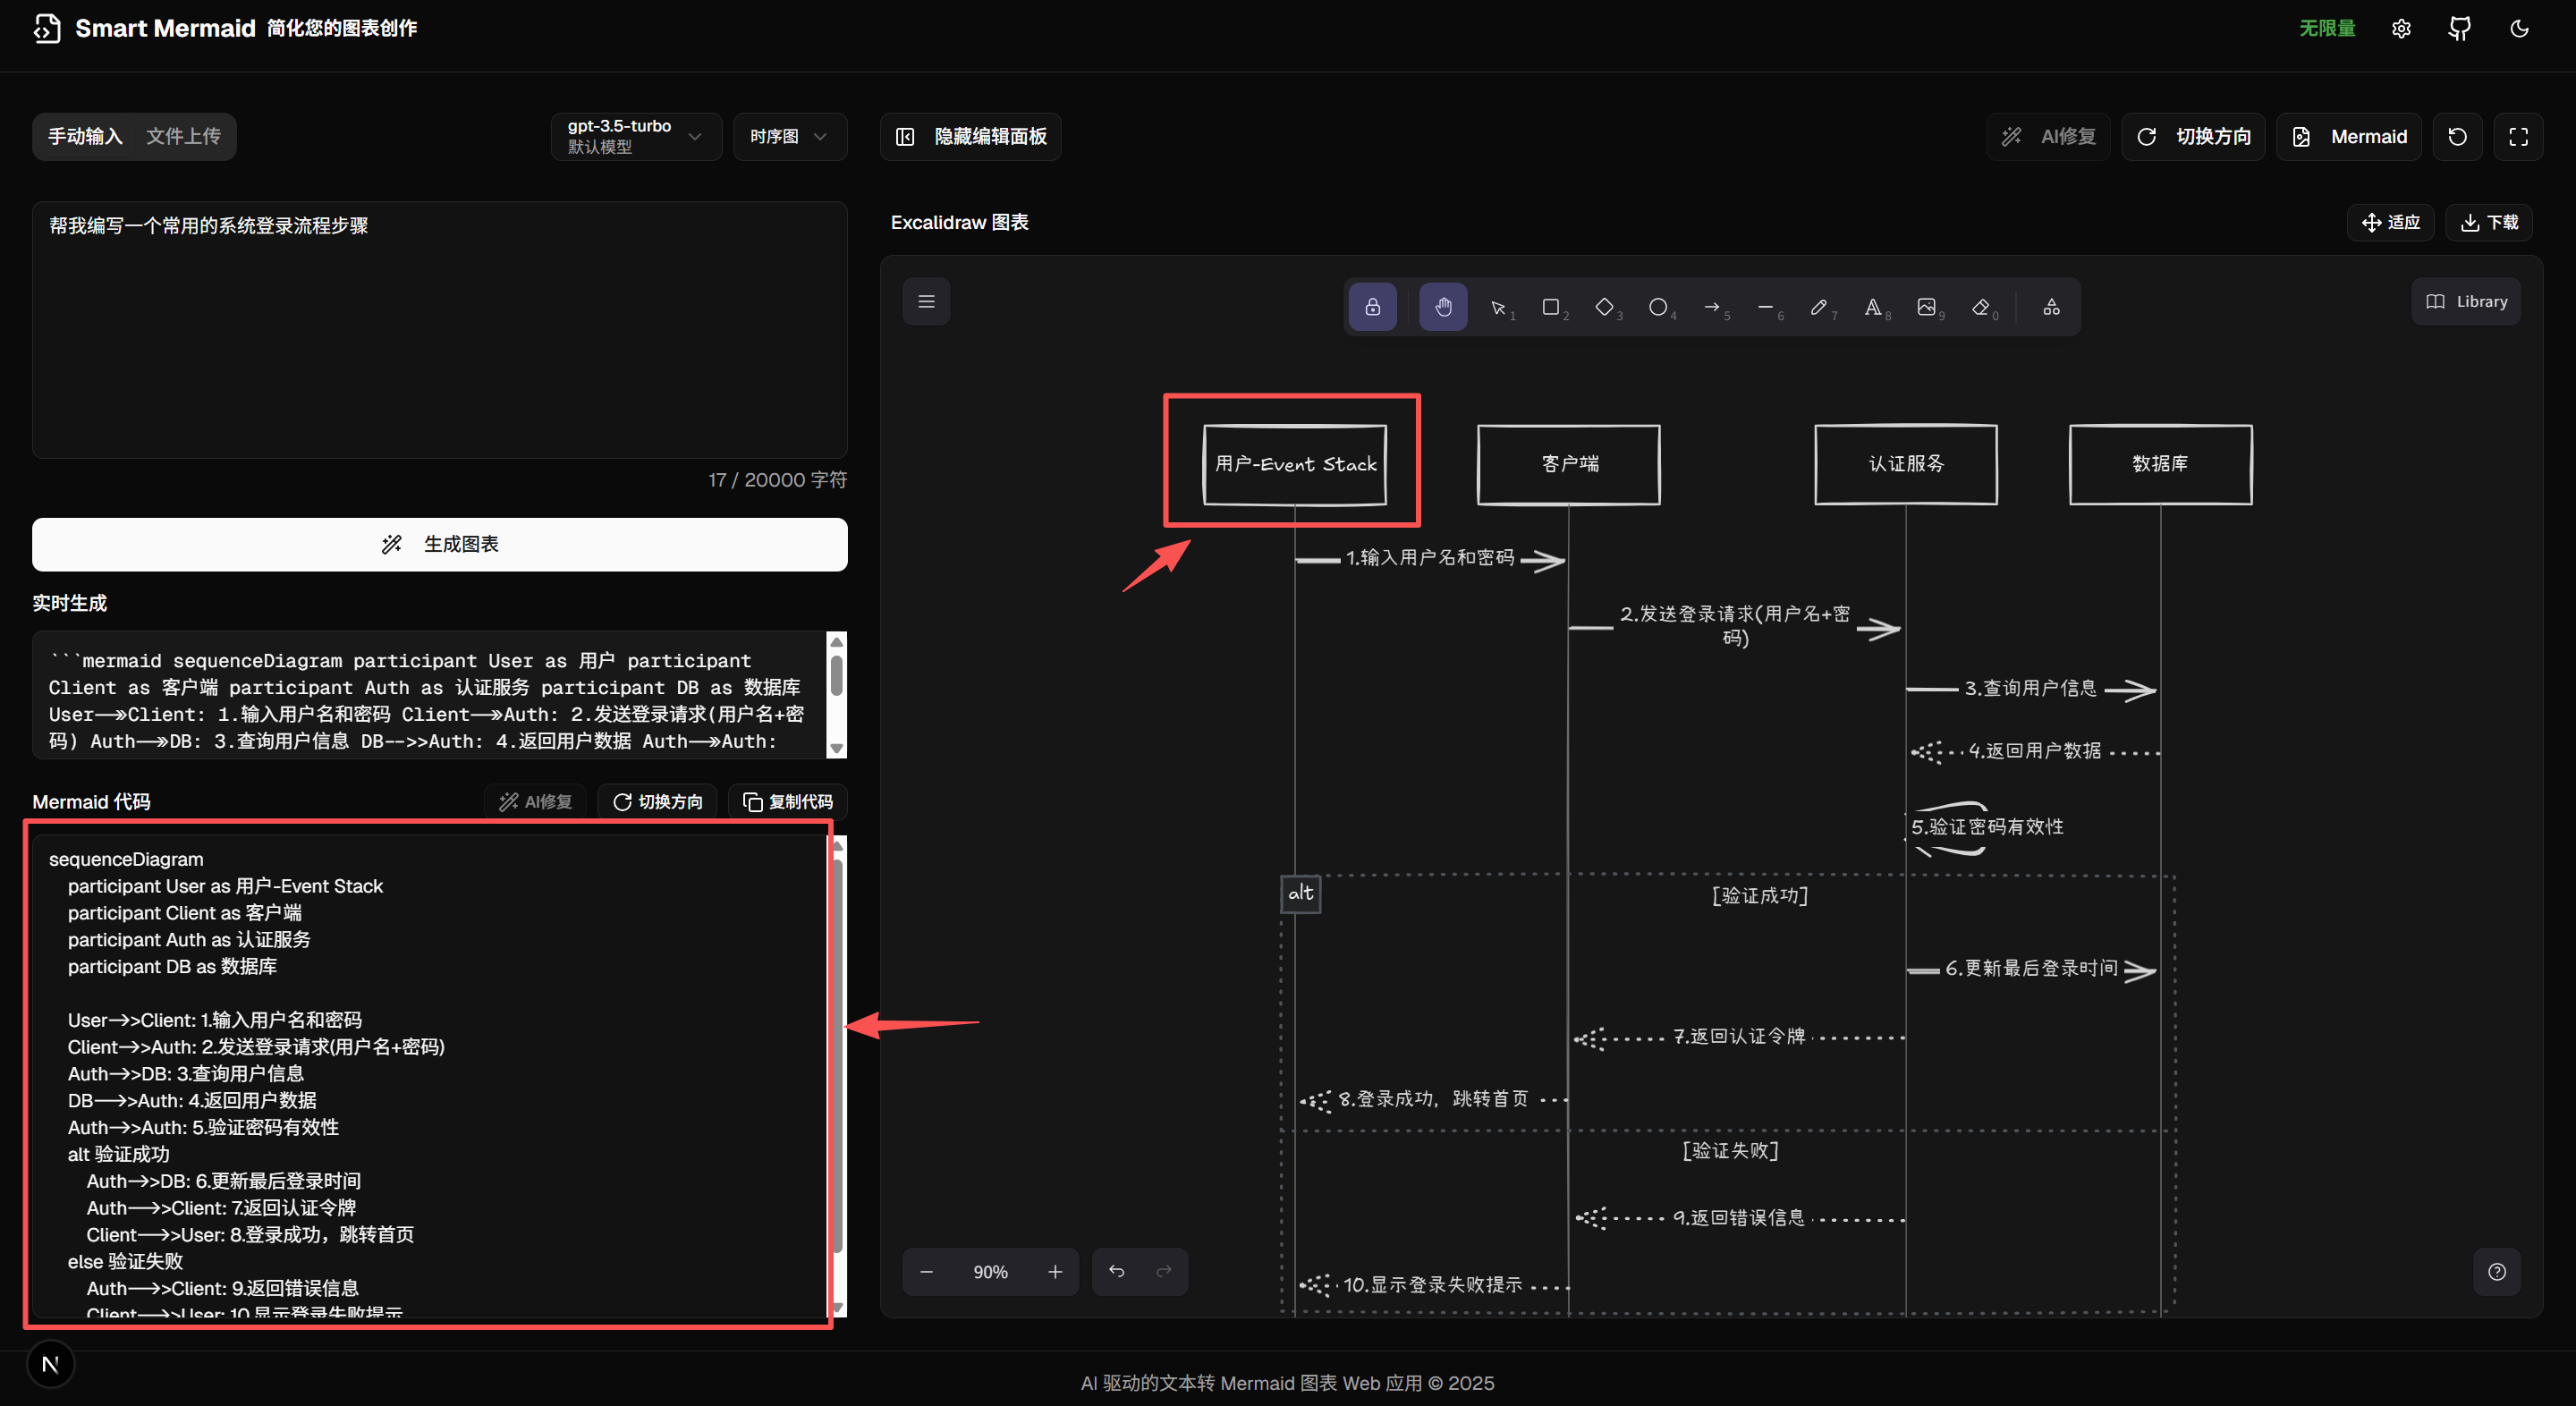 Smart Mermaid 简化您的图表创作
无限量
手动输入 文件上传
gpt-3.5-turbo
默认模型
时序图
隐藏编辑面板
AI修复
切换方向
Mermaid
帮我编写一个常用的系统登录流程步骤
17 / 20000 字符
生成图表
实时生成
```mermaid sequenceDiagram participant User as 用户 participant
Client as 客户端 participant Auth as 认证服务 participant DB as 数据库
User->>Client: 1.输入用户名和密码 Client->>Auth: 2.发送登录请求(用户名+密
码) Auth->>DB: 3.查询用户信息 DB-->>Auth: 4.返回用户数据 Auth->>Auth:
Mermaid 代码
AI修复
切换方向
复制代码
sequenceDiagram
participant User as 用户-Event Stack
participant Client as 客户端
participant Auth as 认证服务
participant DB as 数据库
User->>Client: 1.输入用户名和密码
Client->>Auth: 2.发送登录请求(用户名+密码)
Auth->>DB: 3.查询用户信息
DB-->>Auth: 4.返回用户数据
Auth->>Auth: 5.验证密码有效性
alt 验证成功
Auth->>DB: 6.更新最后登录时间
Auth-->>Client: 7.返回认证令牌
Client-->>User: 8.登录成功，跳转首页
else 验证失败
Auth-->>Client: 9.返回错误信息
Client-->>User: 10.显示登录失败提示
Excalidraw 图表
适应
下载
1
2
3
4
5
6
7
8
9
0
Library
用户-Event Stack
客户端
认证服务
数据库
1.输入用户名和密码
2.发送登录请求(用户名+密
码)
3.查询用户信息
4.返回用户数据
5.验证密码有效性
alt
[验证成功]
6.更新最后登录时间
7.返回认证令牌
8.登录成功，跳转首页
[验证失败]
9.返回错误信息
10.显示登录失败提示
90%
N
AI 驱动的文本转 Mermaid 图表 Web 应用 © 2025